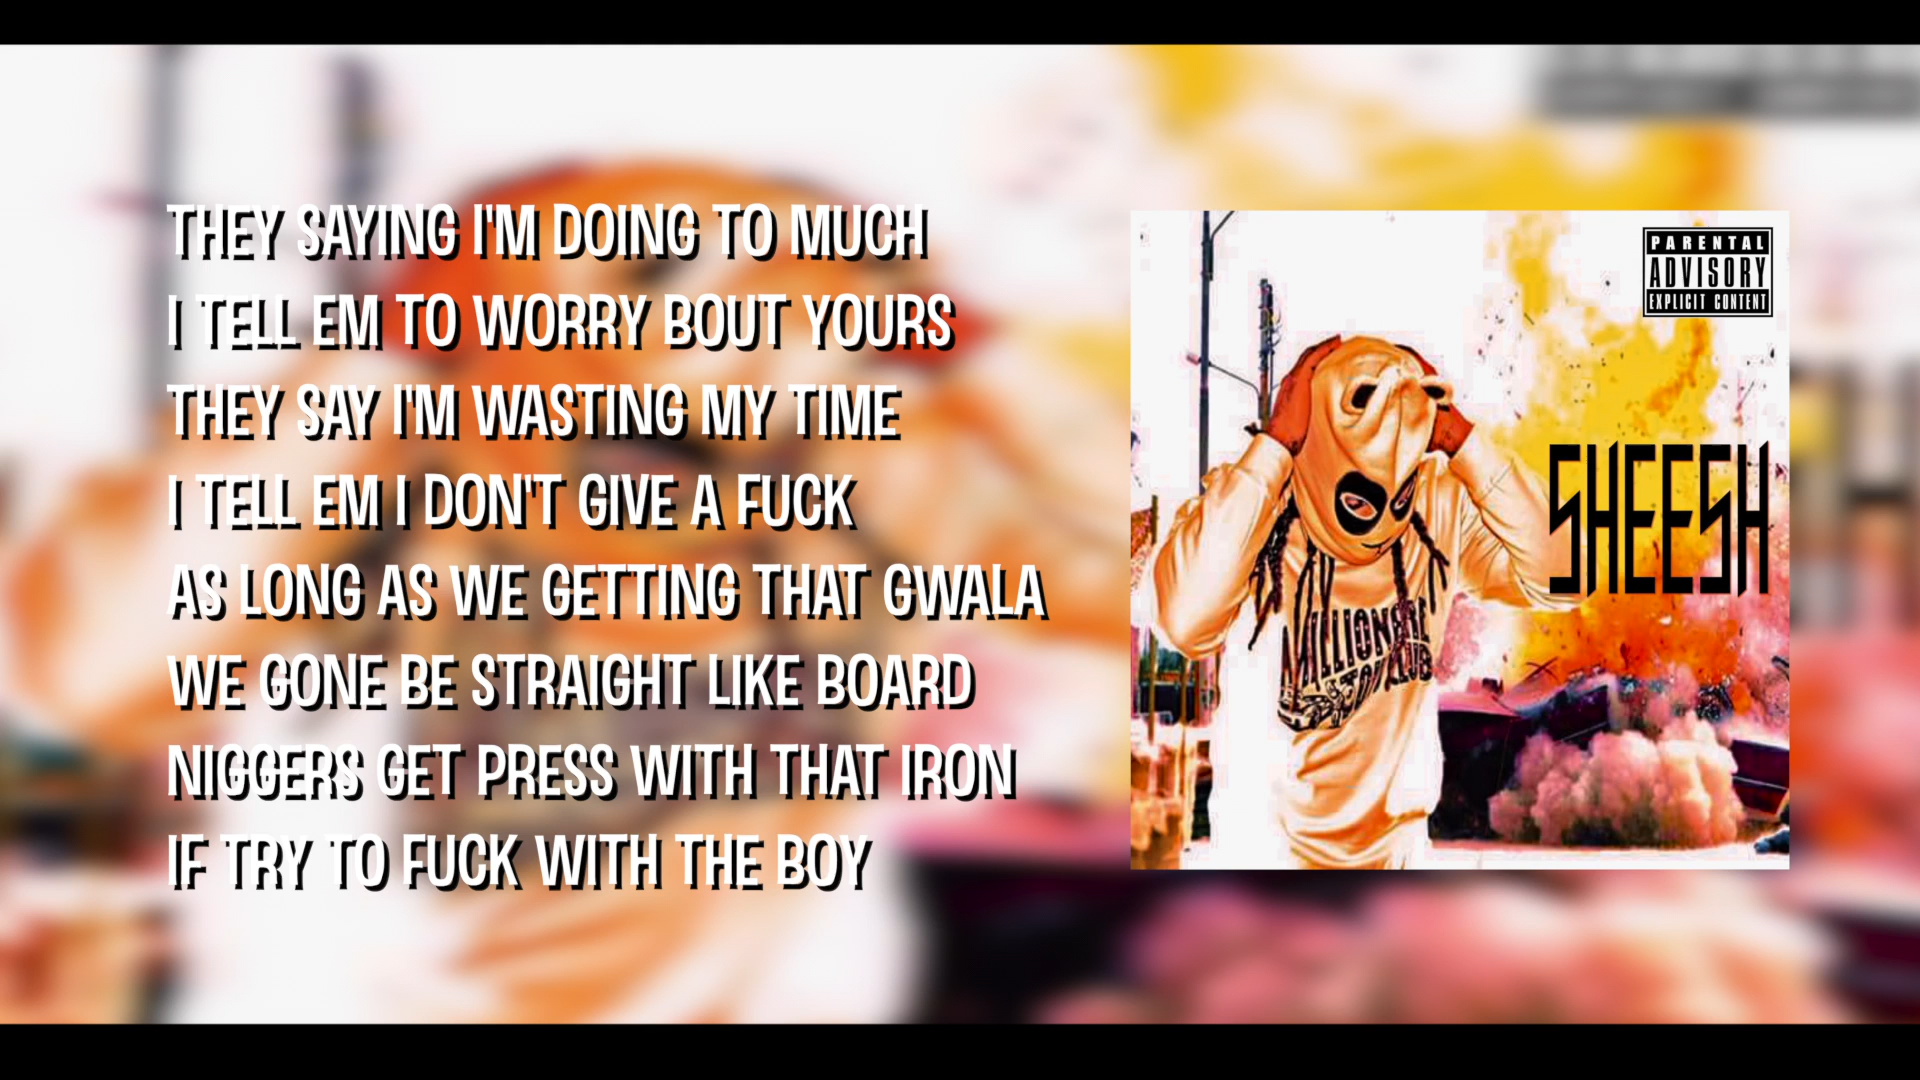 THEY SAYING I'M DOING TO MUCH
I TELL EM TO WORRY BOUT YOURS
THEY SAY I'M WASTING MY TIME
I TELL EM I DON'T GIVE A FUCK
AS LONG AS WE GETTING THAT GWALA
WE GONE BE STRAIGHT LIKE BOARD
NIGGERS GET PRESS WITH THAT IRON
IF TRY TO FUCK WITH THE BOY
PARENTAL
ADVISORY
EXPLICIT CONTENT
SHEESH
MILLIONAIRE
CLUB